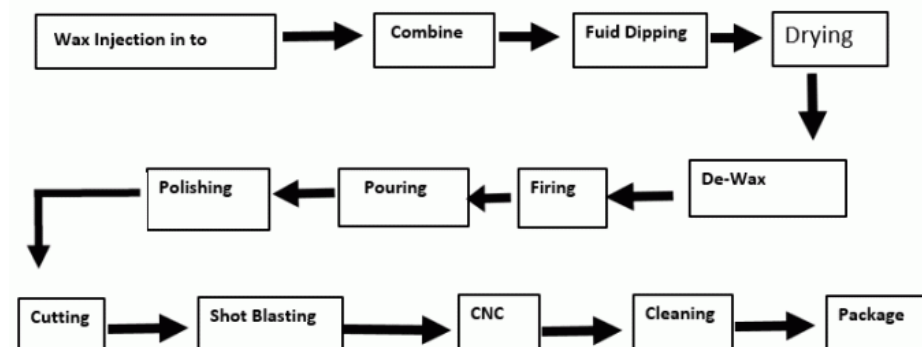 Wax Injection in to
Combine
Fuid Dipping
Drying
De-Wax
Firing
Pouring
Polishing
Cutting
Shot Blasting
CNC
Cleaning
Package